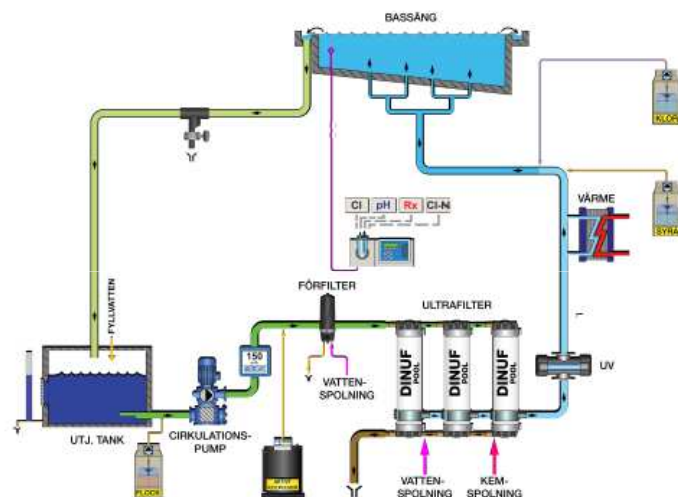 BASSÄNG
KLOR
SYRA
VÄRME
Cl pH Rx Cl-N
FÖRFILTER
ULTRAFILTER
FYLLVATTEN
150
DINUF
POOL
DINUF
POOL
DINUF
POOL
UV
VATTEN-
SPOLNING
UTJ. TANK
CIRKULATIONS-
PUMP
FLOCK
VATTEN-
SPOLNING
KEM-
SPOLNING